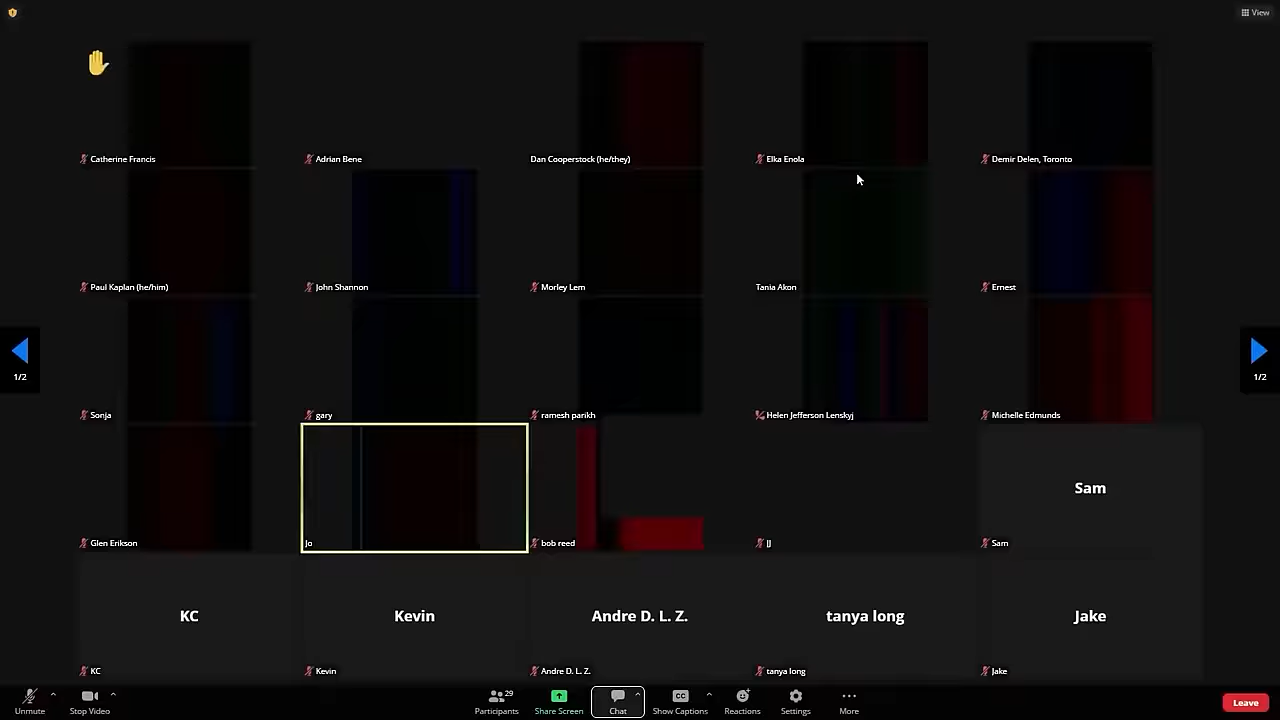 View
Catherine Francis
Adrian Bene
Dan Cooperstock (he/they)
Elka Enola
Demir Delen, Toronto
Paul Kaplan (he/him)
John Shannon
Morley Lem
Tania Akon
Ernest
1/2
1/2
Sonja
gary
ramesh parikh
Helen Jefferson Lenskyj
Michelle Edmunds
Sam
Glen Erikson
Jo
bob reed
JJ
Sam
KC
Kevin
Andre D. L. Z.
tanya long
Jake
KC
Kevin
Andre D. L. Z.
tanya long
Jake
Unmute
Stop Video
Participants
29
Share Screen
Chat
CC
Show Captions
Reactions
Settings
More
Leave